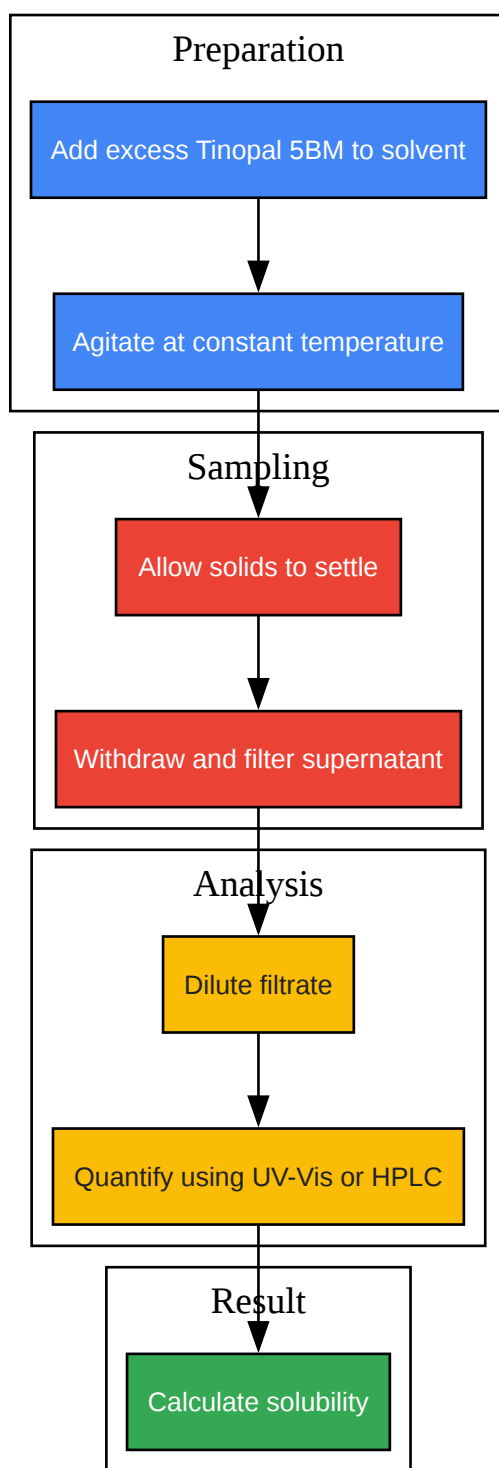 Preparation
Add excess Tinopal 5BM to solvent
Agitate at constant temperature
Sampling
Allow solids to settle
Withdraw and filter supernatant
Analysis
Dilute filtrate
Quantify using UV-Vis or HPLC
Result
Calculate solubility